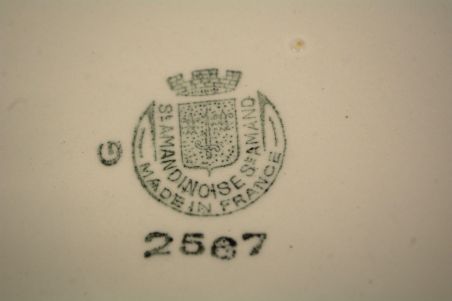 St AMANDINOISE St AMAND
MADE IN FRANCE
G
2567